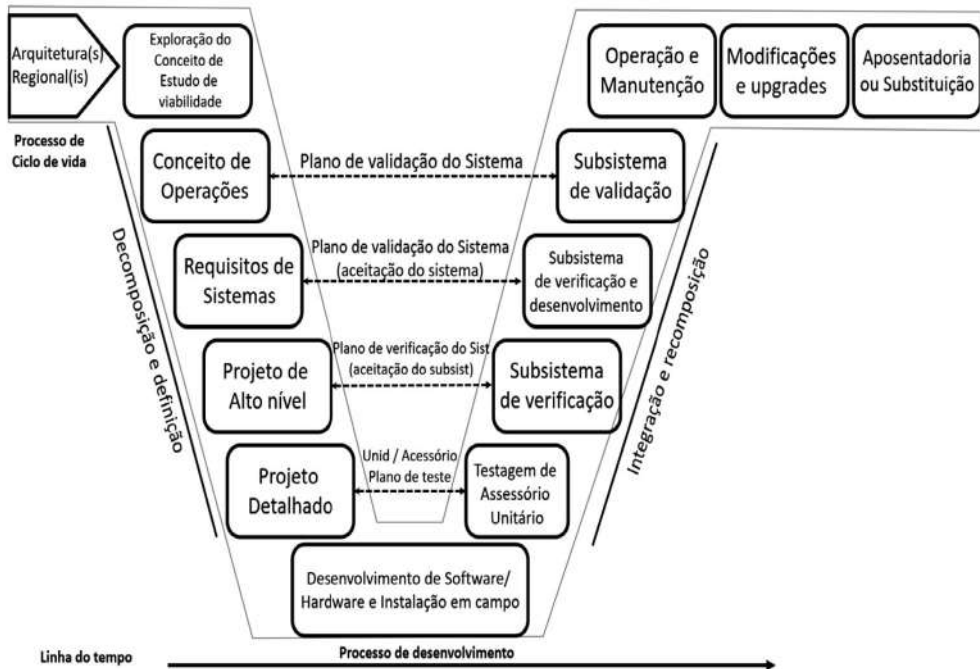 Arquitetura(s)
Regional(is)
Exploração do
Conceito de
Estudo de
viabilidade
Operação e
Manutenção
Modificações
e upgrades
Aposentadoria
ou Substituição
Processo de
Ciclo de vida
Conceito de
Operações
Plano de validação do Sistema
Subsistema
de validação
Decomposição e definição
Requisitos de
Sistemas
Plano de validação do Sistema
(aceitação do sistema)
Subsistema
de verificação e
desenvolvimento
Integração e recomposição
Projeto de
Alto nível
Plano de verificação do Sist
(aceitação do subsist)
Subsistema
de verificação
Projeto
Detalhado
Unid / Acessório
Plano de teste
Testagem de
Assessório
Unitário
Desenvolvimento de Software/
Hardware e Instalação em campo
Linha do tempo
Processo de desenvolvimento